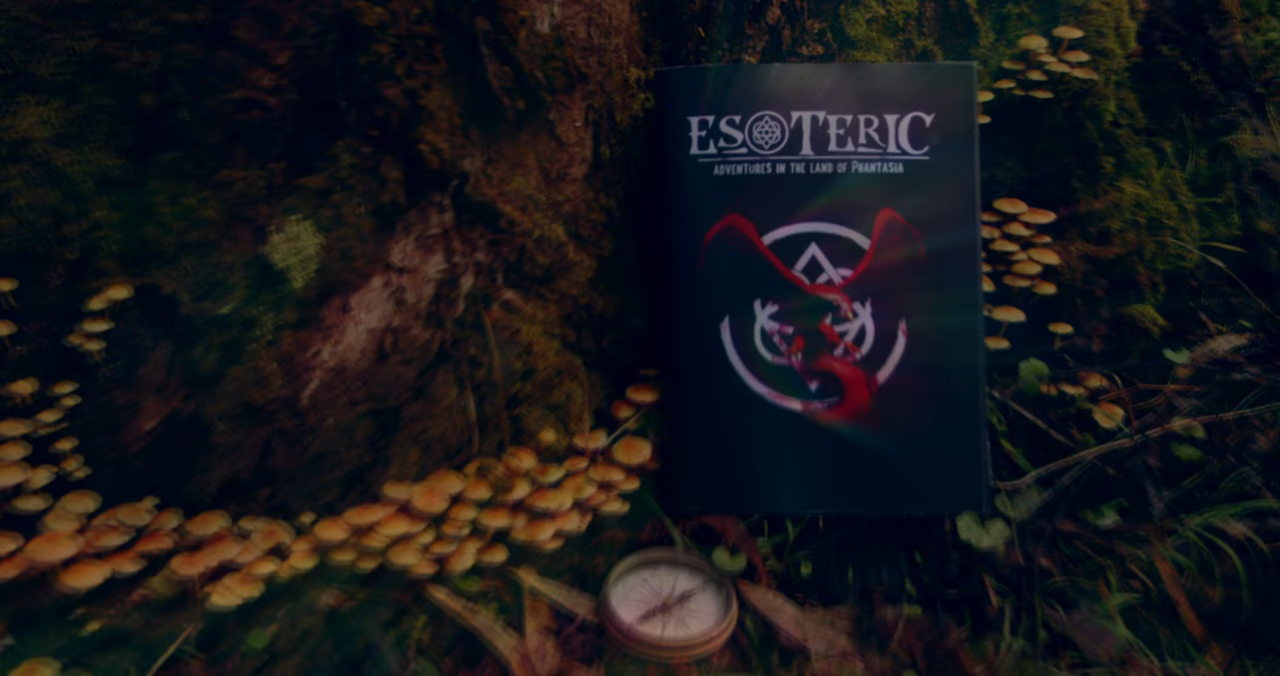 ESOTERIC
ADVENTURES IN THE LAND OF PHANTASIA